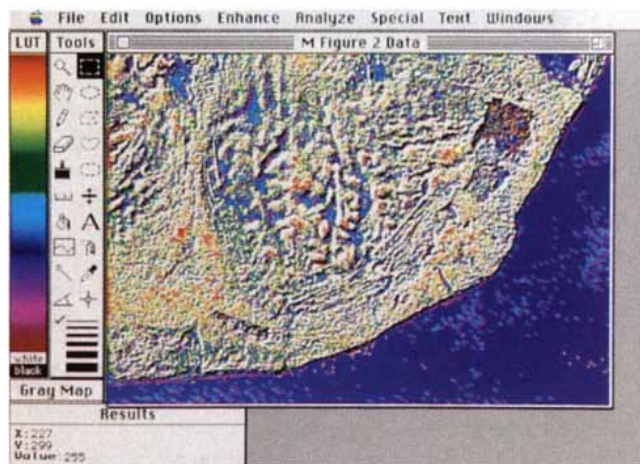 File Edit Options Enhance Analyze Special Text Windows
LUT Tools
M Figure 2 Data
A
white
black
Gray Map
Results
X:227
Y:299
Value:255